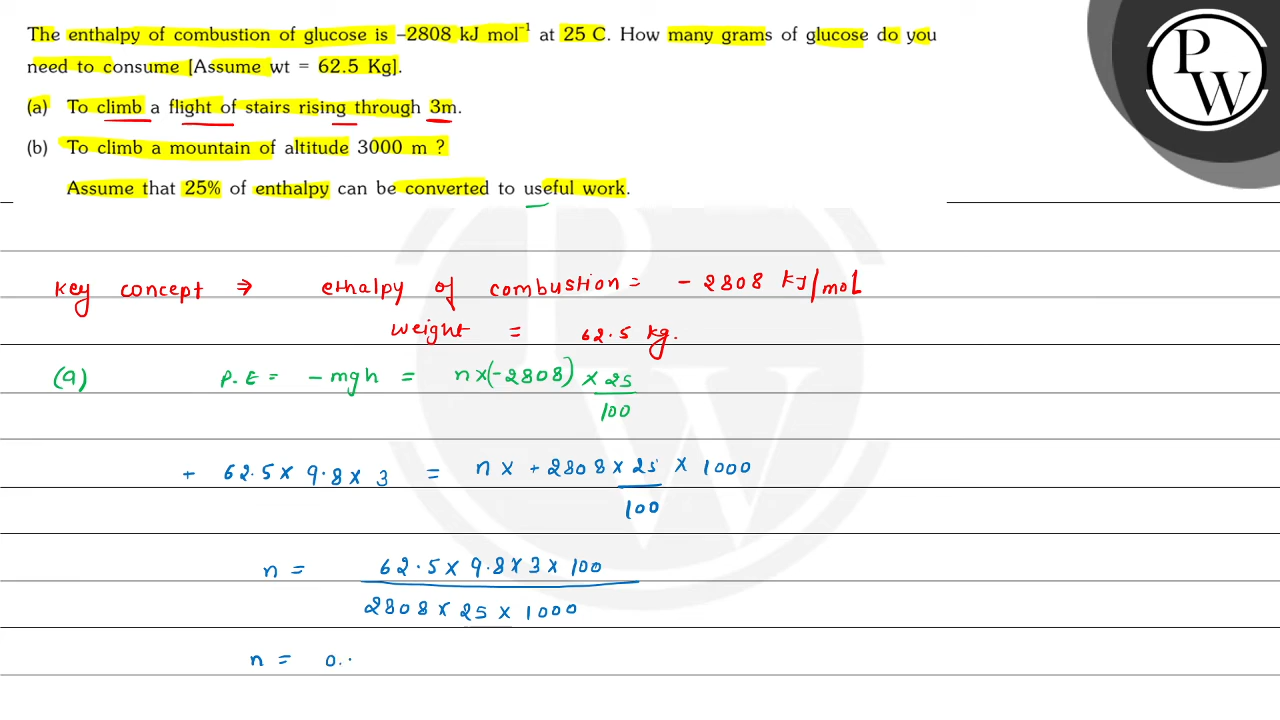 The enthalpy of combustion of glucose is –2808 kJ mol⁻¹ at 25 C. How many grams of glucose do you
need to consume [Assume wt = 62.5 Kg].
(a) To climb a flight of stairs rising through 3m.
(b) To climb a mountain of altitude 3000 m ?
Assume that 25% of enthalpy can be converted to useful work.
PW
Key concept ⇒ ethalpy of combustion = - 2808 KJ/mol
weight = 62.5 kg.
(a) P.E = - mgh = n×(-2808) × 25/100
+ 62.5 × 9.8 × 3 = n × + 2808 × 25/100 × 1000
n = 62.5 × 9.8 × 3 × 100 / 2808 × 25 × 1000
n = 0..